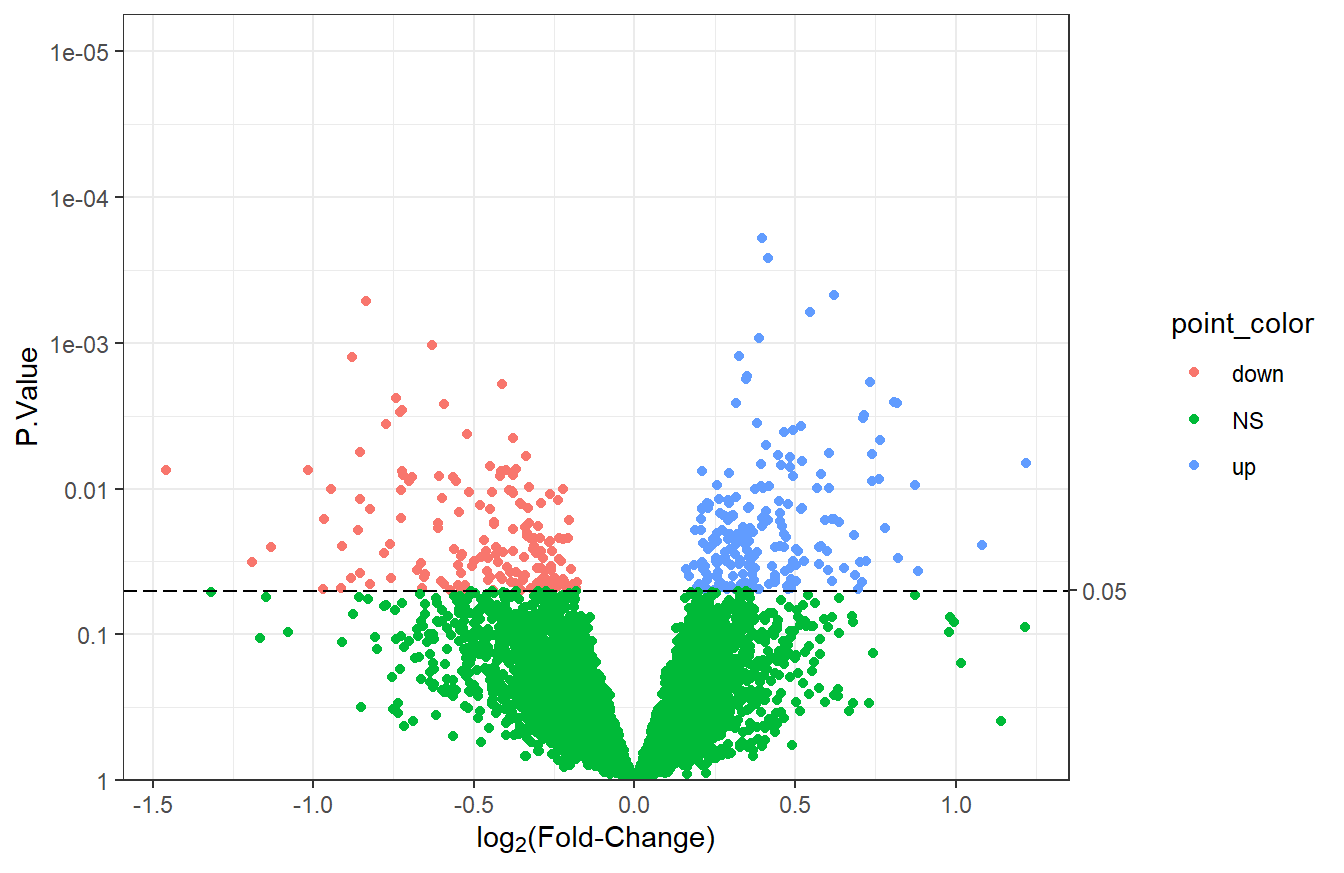 1e-05
1e-04
1e-03
0.01
0.1
1
P.Value
0.05
-1.5
-1.0
-0.5
0.0
0.5
1.0
log₂(Fold-Change)
point_color
down
NS
up